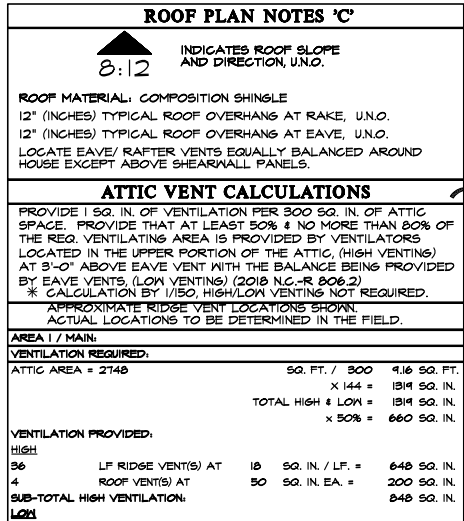 ROOF PLAN NOTES 'C'
8:12
INDICATES ROOF SLOPE
AND DIRECTION, U.N.O.
ROOF MATERIAL: COMPOSITION SHINGLE
12" (INCHES) TYPICAL ROOF OVERHANG AT RAKE, U.N.O.
12" (INCHES) TYPICAL ROOF OVERHANG AT EAVE, U.N.O.
LOCATE EAVE/ RAFTER VENTS EQUALLY BALANCED AROUND
HOUSE EXCEPT ABOVE SHEARWALL PANELS.
ATTIC VENT CALCULATIONS
PROVIDE 1 SQ. IN. OF VENTILATION PER 300 SQ. IN. OF ATTIC
SPACE. PROVIDE THAT AT LEAST 50% & NO MORE THAN 80% OF
THE REQ. VENTILATING AREA IS PROVIDED BY VENTILATORS
LOCATED IN THE UPPER PORTION OF THE ATTIC, (HIGH VENTING)
AT 3'-0" ABOVE EAVE VENT WITH THE BALANCE BEING PROVIDED
BY EAVE VENTS, (LOW VENTING) (2018 N.C.-R 806.2)
* CALCULATION BY 1/150, HIGH/LOW VENTING NOT REQUIRED.
APPROXIMATE RIDGE VENT LOCATIONS SHOWN.
ACTUAL LOCATIONS TO BE DETERMINED IN THE FIELD.
AREA 1 / MAIN:
VENTILATION REQUIRED:
ATTIC AREA = 2748 SQ. FT. / 300 9.16 SQ. FT.
X 144 = 1319 SQ. IN.
TOTAL HIGH & LOW = 1319 SQ. IN.
x 50% = 660 SQ. IN.
VENTILATION PROVIDED:
HIGH
36 LF RIDGE VENT(S) AT 18 SQ. IN. / LF. = 648 SQ. IN.
4 ROOF VENT(S) AT 50 SQ. IN. EA. = 200 SQ. IN.
SUB-TOTAL HIGH VENTILATION: 848 SQ. IN.
LOW